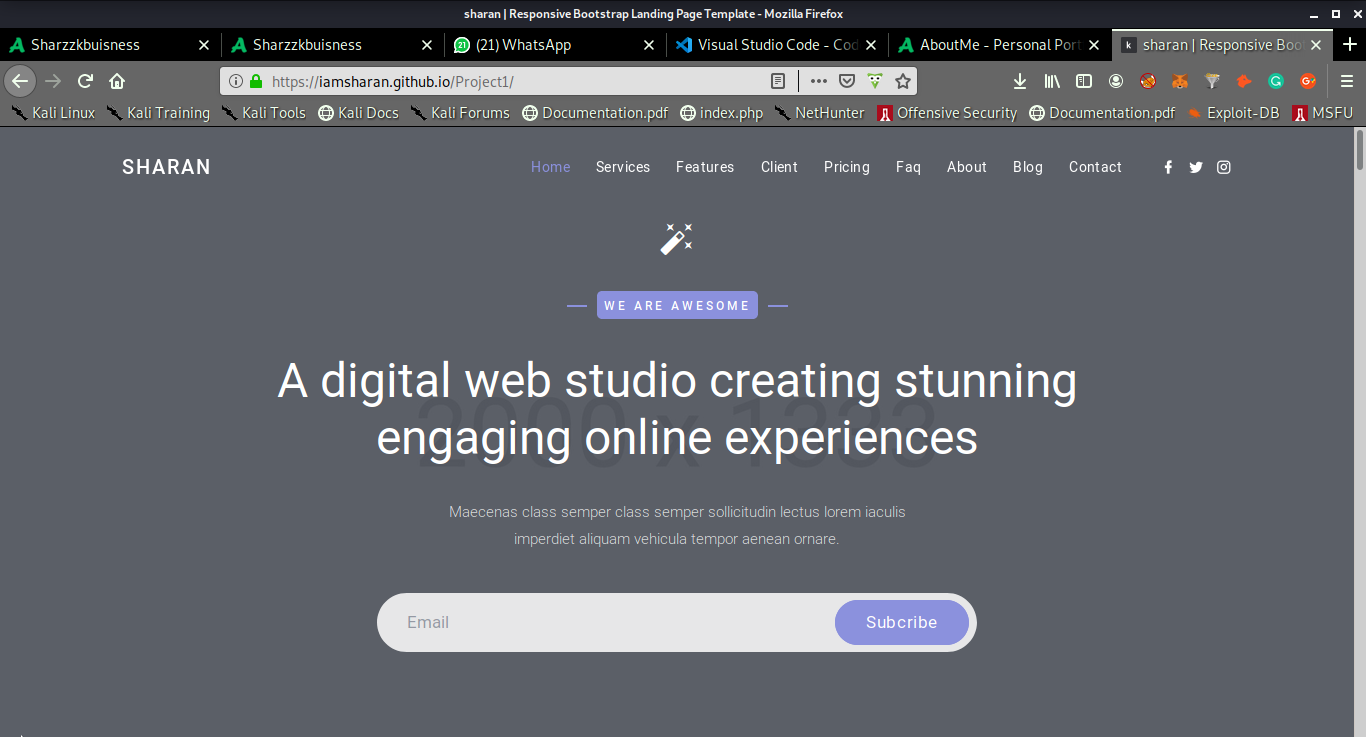 sharan | Responsive Bootstrap Landing Page Template - Mozilla Firefox
Sharzzkbuisness
Sharzzkbuisness
21 (21) WhatsApp
Visual Studio Code - Cod
AboutMe - Personal Port
k sharan | Responsive Boo
https://iamsharan.github.io/Project1/
G
G+
Kali Linux Kali Training Kali Tools Kali Docs Kali Forums Documentation.pdf index.php NetHunter Offensive Security Documentation.pdf Exploit-DB MSFU
SHARAN
Home Services Features Client Pricing Faq About Blog Contact
WE ARE AWESOME
A digital web studio creating stunning
engaging online experiences
2000 x 1333
Maecenas class semper class semper sollicitudin lectus lorem iaculis
imperdiet aliquam vehicula tempor aenean ornare.
Email Subcribe